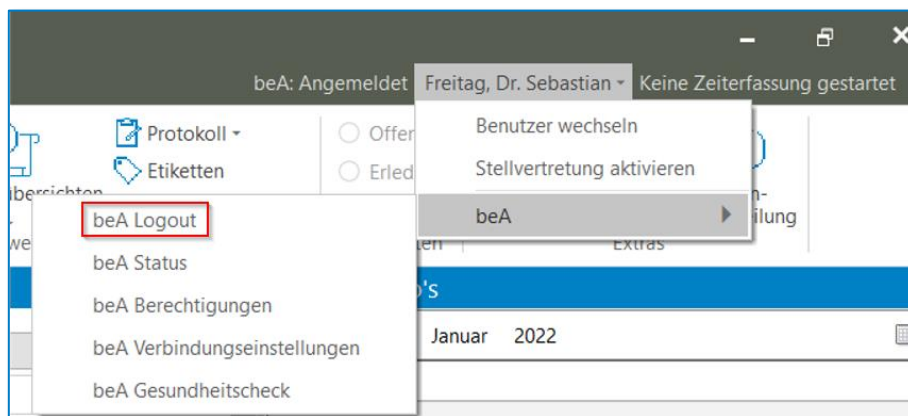 beA: Angemeldet Freitag, Dr. Sebastian Keine Zeiterfassung gestartet
Protokoll
Etiketten
Benutzer wechseln
Stellvertretung aktivieren
beA
beA Logout
beA Status
beA Berechtigungen
beA Verbindungseinstellungen
beA Gesundheitscheck
Extras
Januar 2022